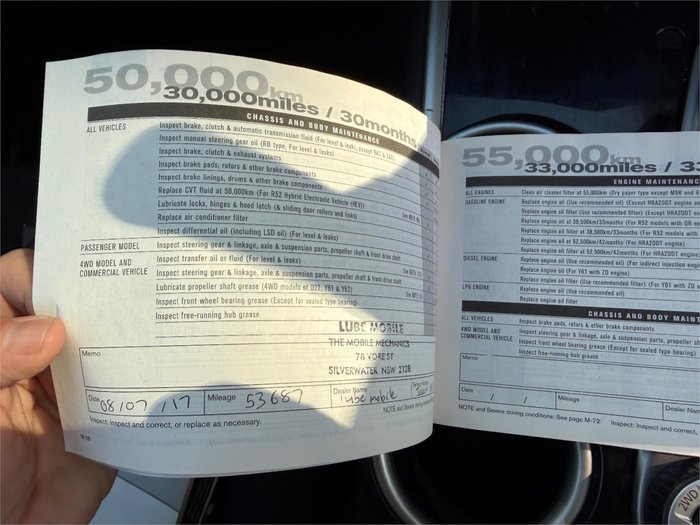 50,000km
30,000miles / 30months
CHASSIS AND BODY MAINTENANCE
ALL VEHICLES
Inspect brake, clutch & automatic transmission fluid (For level & leaks, except
Inspect manual steering gear oil (RB type, For level & leaks)
Inspect brake, clutch & exhaust systems
Inspect brake pads, rotors & other brake components
Inspect brake linings, drums & other brake components
Replace CVT fluid at 50,000km (For R52 Hybrid Electronic Vehicle (HEV))
Lubricate locks, hinges & hood latch (& sliding door rollers and links)
Replace air conditioner filter
Inspect differential oil (including LSD oil) (For level & leaks)
PASSENGER MODEL
Inspect steering gear & linkage, axle & suspension parts, propeller shaft & front drive shaft
4WD MODEL AND
COMMERCIAL VEHICLE
Inspect transfer oil or fluid (For level & leaks)
Inspect steering gear & linkage, axle & suspension parts, propeller shaft & front drive shaft
Lubricate propeller shaft grease (4WD models of D22, Y61 & Y62)
Inspect front wheel bearing grease (Except for sealed type bearing)
Inspect free-running hub grease
LUBE MOBILE
THE MOBILE MECHANICS
78 VORE ST
SILVERWATER NSW 2128
Memo
Date 08/07/17
Mileage 53687
Dealer Name lube mobile
NOTE and Severe driving
Inspect: Inspect and correct, or replace as necessary.
55,000km
33,000miles / 33
ENGINE MAINTENANC
ALL ENGINES
Clean air cleaner filter at 55,000km (Dry paper type except M9R and
GASOLINE ENGINE
Replace engine oil (Use recommended oil) (Except HRA2DDT engine)
Replace engine oil filter (Use recommended filter) (Except HRA2DDT
Replace engine oil at 38,500km/33months (For R52 models with QR en
Replace engine oil filter at 38,500km/33months (For R52 models with
Replace engine oil at 52,500km/42months (For HRA2DDT engine)
Replace engine oil filter at 52,500km/42months (For HRA2DDT
DIESEL ENGINE
Replace engine oil (Use recommended oil) (For indirect injection
Replace engine oil (For Y61 with ZD engine)
Replace engine oil filter (Use recommended filter) (For Y61 with ZD
LPG ENGINE
Replace engine oil (Use recommended oil)
Replace engine oil filter
CHASSIS AND BODY MAINT
ALL VEHICLES
Inspect brake pads, rotors & other brake components
4WD MODEL AND
COMMERCIAL VEHICLE
Inspect steering gear & linkage, axle & suspension parts, propeller shaft &
Inspect front wheel bearing grease (Except for sealed type bearing)
Inspect free-running hub grease
Memo
Date / /
Mileage
Dealer
NOTE and Severe driving conditions: See page M-72
Inspect: Inspect and correct,
2WD